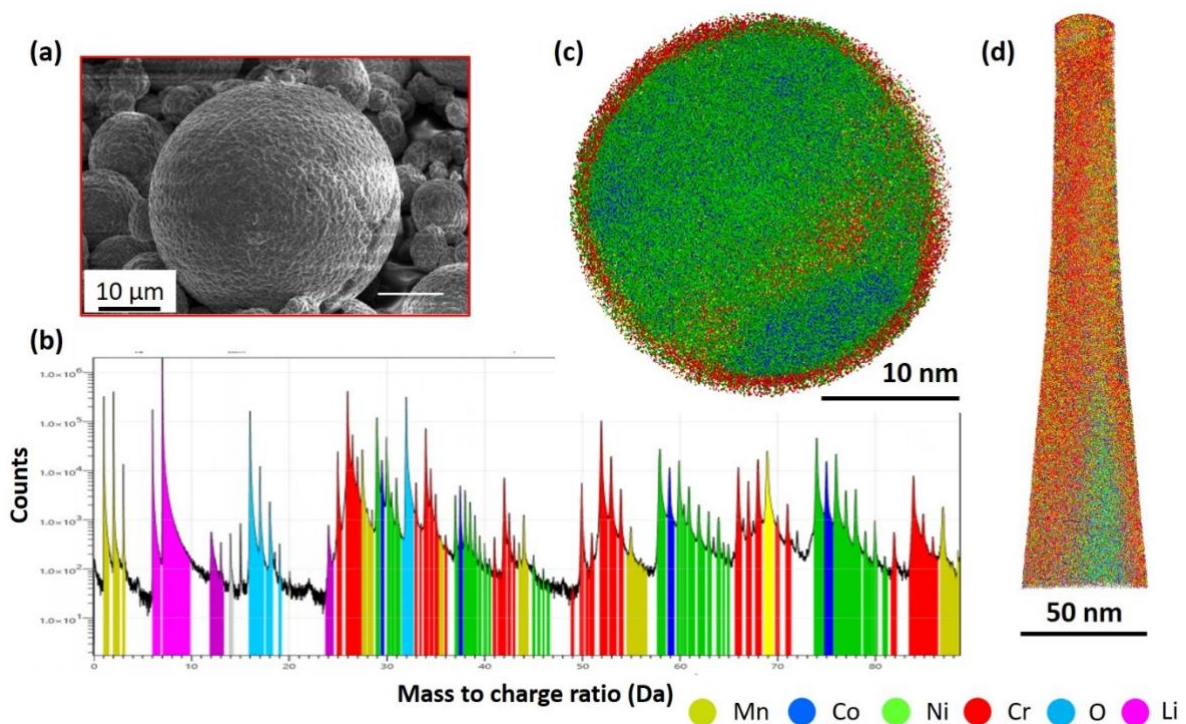 (a)
10 µm
(b)
1.0×10⁶
1.0×10⁵
1.0×10⁴
1.0×10³
1.0×10²
1.0×10¹
Counts
0 10 20 30 40 50 60 70 80
Mass to charge ratio (Da)
(c)
10 nm
(d)
50 nm
Mn Co Ni Cr O Li